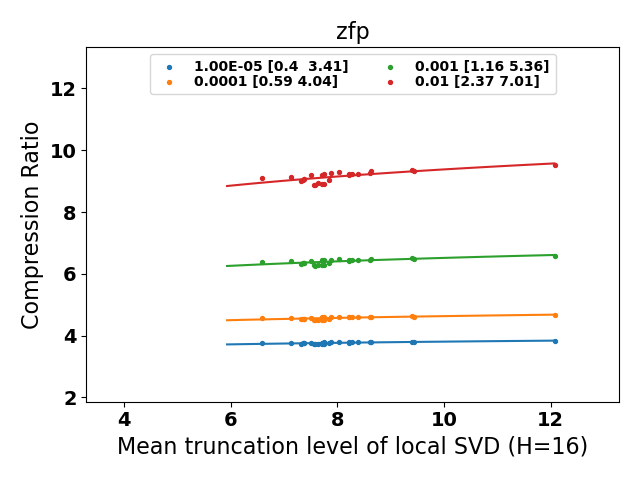 zfp
1.00E-05 [0.4  3.41]
0.0001 [0.59 4.04]
0.001 [1.16 5.36]
0.01 [2.37 7.01]
Compression Ratio
12
10
8
6
4
2
4 6 8 10 12
Mean truncation level of local SVD (H=16)